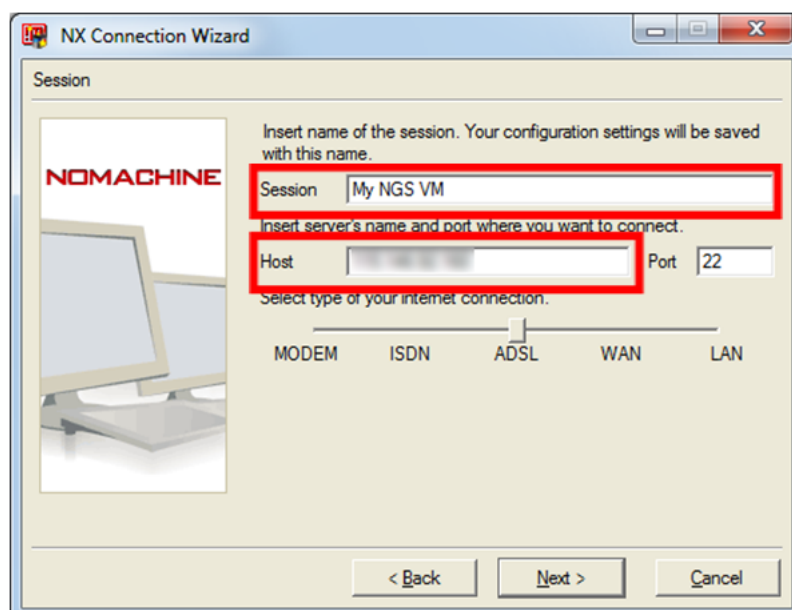 NX Connection Wizard
Session
NOMACHINE
Insert name of the session. Your configuration settings will be saved
with this name.
Session My NGS VM
Insert server's name and port where you want to connect.
Host Port 22
Select type of your internet connection.
MODEM ISDN ADSL WAN LAN
< Back Next > Cancel